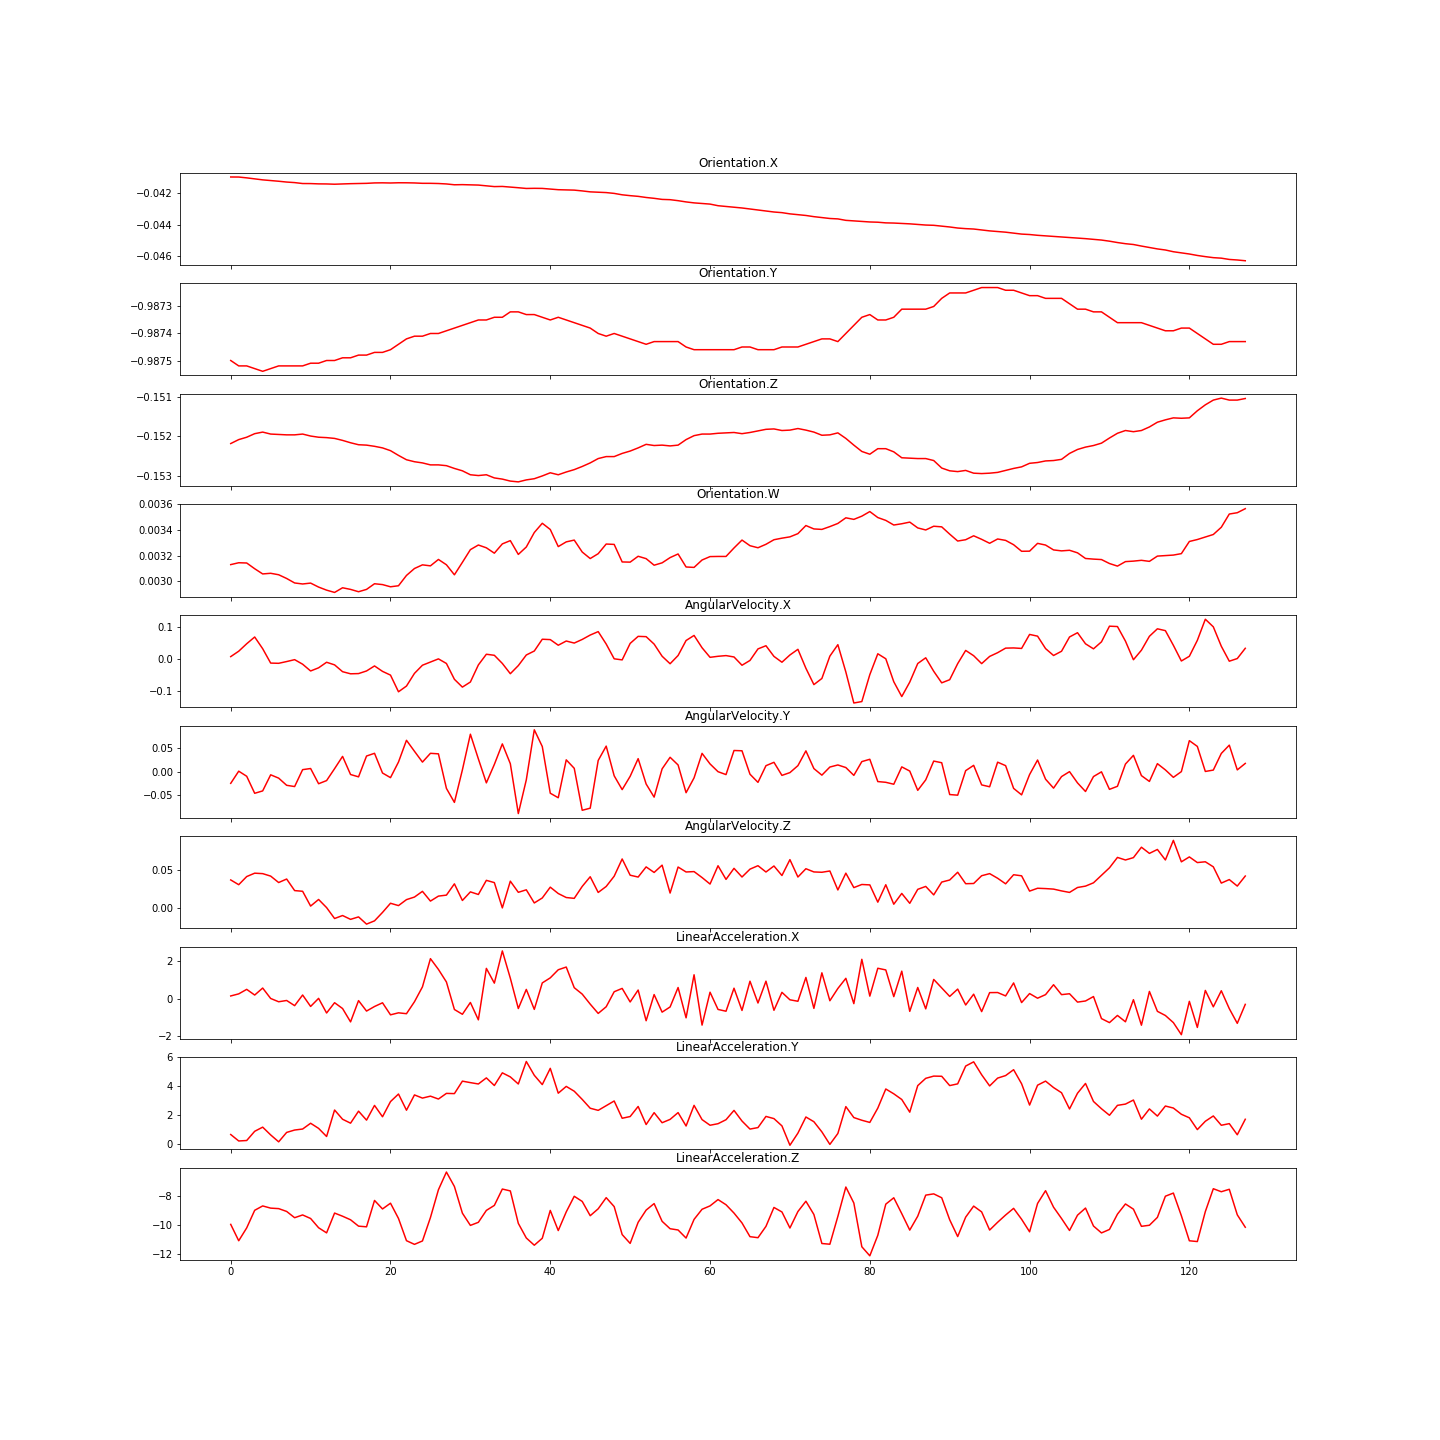 Orientation.X
−0.042
−0.044
−0.046
Orientation.Y
−0.9873
−0.9874
−0.9875
Orientation.Z
−0.151
−0.152
−0.153
Orientation.W
0.0036
0.0034
0.0032
0.0030
AngularVelocity.X
0.1
0.0
−0.1
AngularVelocity.Y
0.05
0.00
−0.05
AngularVelocity.Z
0.05
0.00
LinearAcceleration.X
2
0
−2
LinearAcceleration.Y
6
4
2
0
LinearAcceleration.Z
−8
−10
−12
0 20 40 60 80 100 120